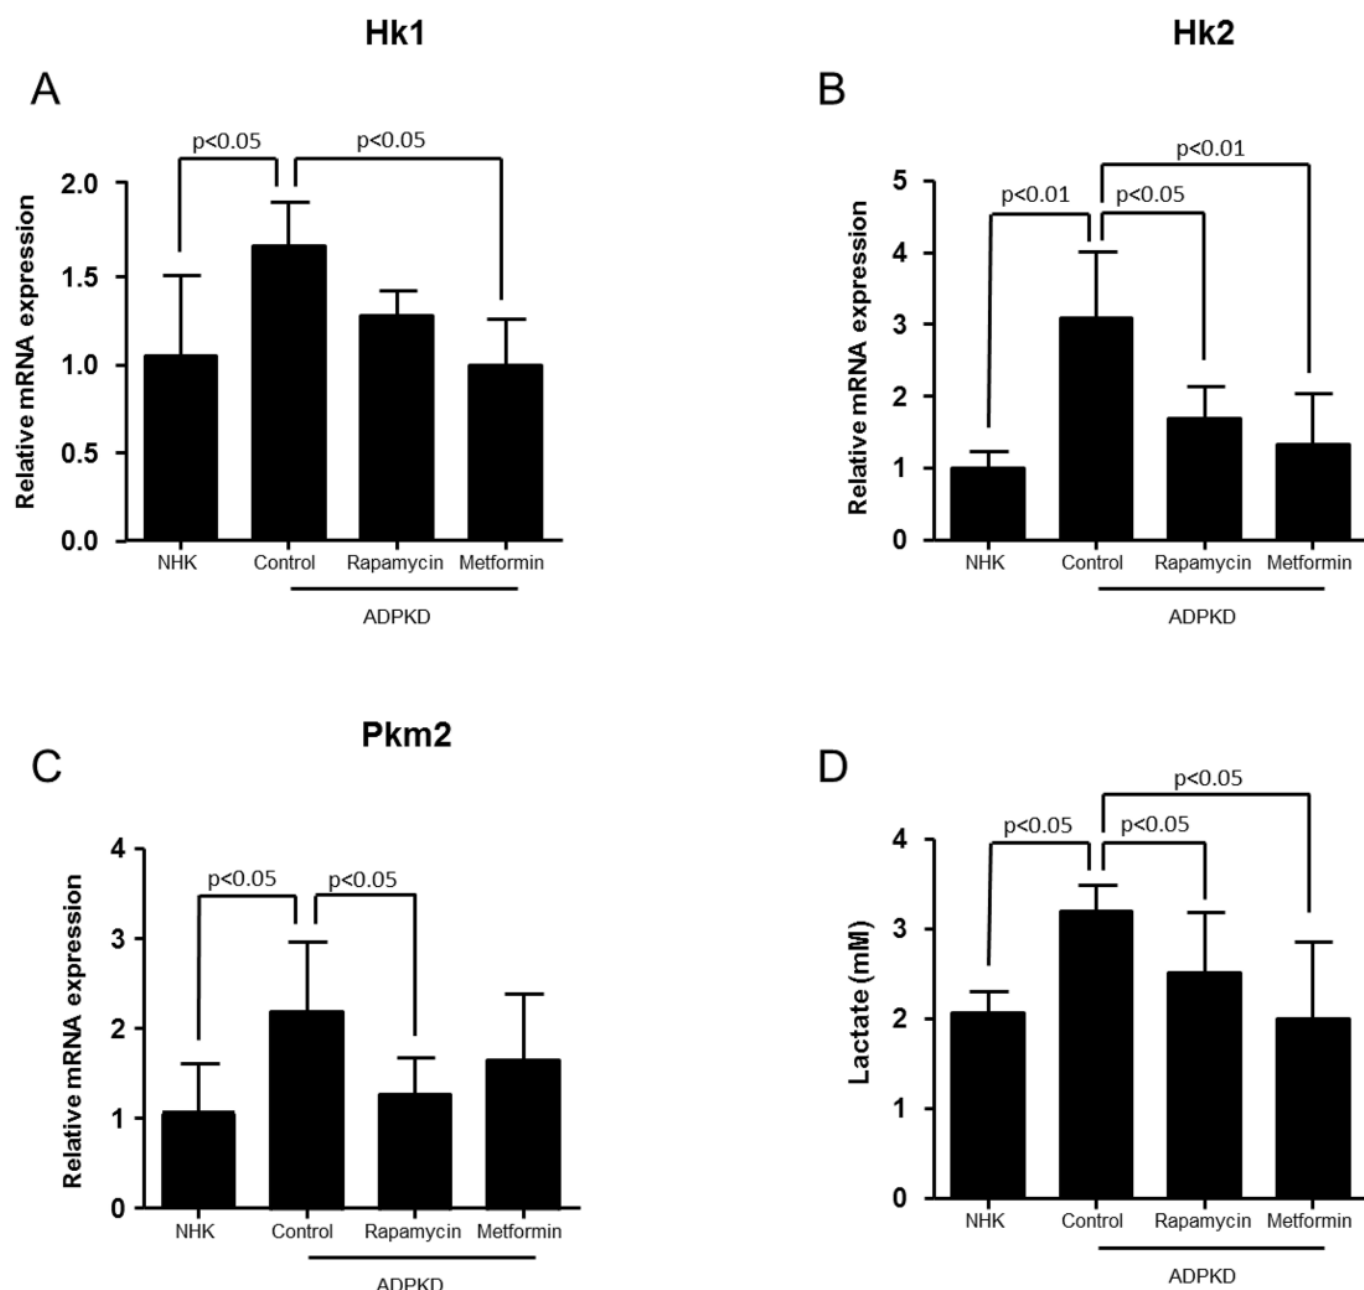 Hk1
A
p<0.05
p<0.05
Relative mRNA expression
2.0
1.5
1.0
0.5
0.0
NHK Control Rapamycin Metformin
ADPKD
Hk2
B
p<0.01
p<0.01
p<0.05
Relative mRNA expression
5
4
3
2
1
0
NHK Control Rapamycin Metformin
ADPKD
Pkm2
C
p<0.05
p<0.05
Relative mRNA expression
4
3
2
1
0
NHK Control Rapamycin Metformin
ADPKD
D
p<0.05
p<0.05
p<0.05
Lactate (mM)
4
3
2
1
0
NHK Control Rapamycin Metformin
ADPKD